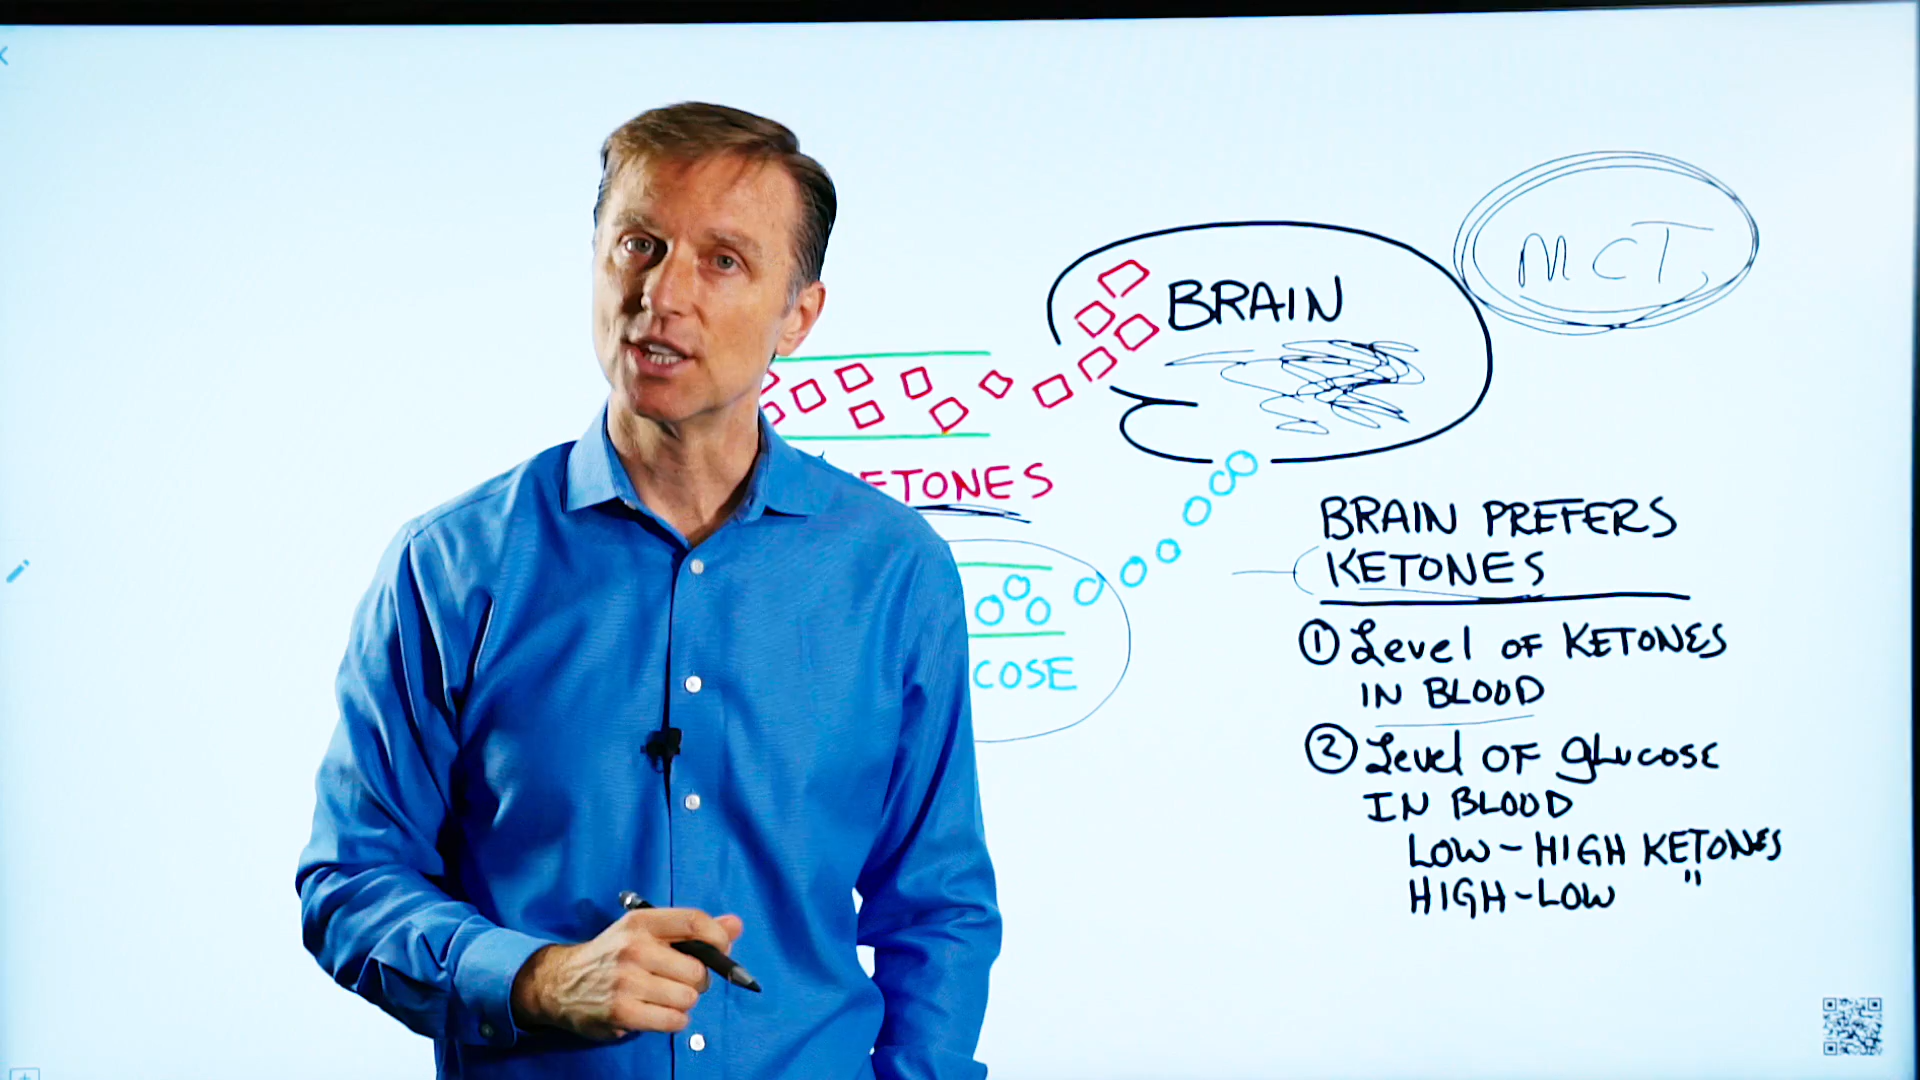 MCT
BRAIN
ETONES
COSE
BRAIN PREFERS
KETONES
① Level OF KETONES
IN BLOOD
② Level OF glucose
IN BLOOD
LOW - HIGH KETONES
HIGH - LOW "